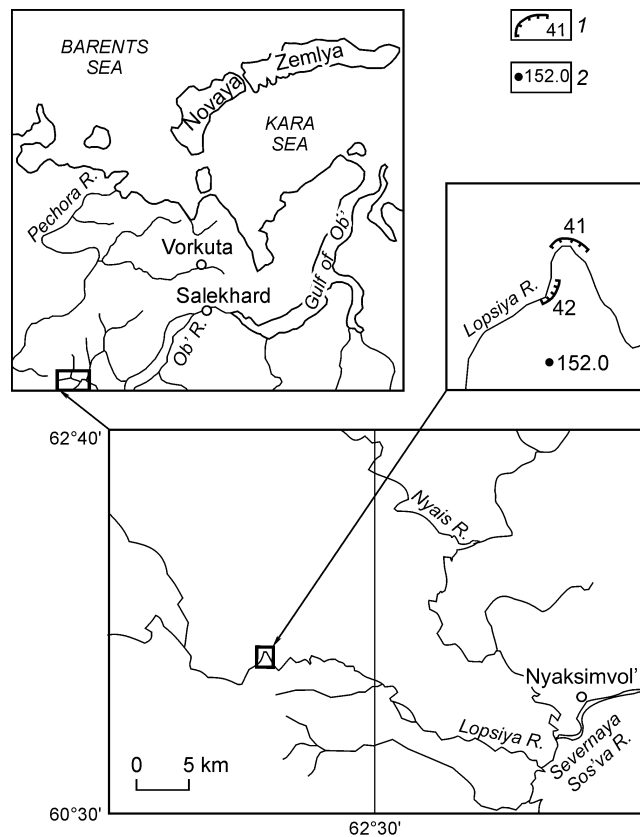 BARENTS
SEA
Novaya Zemlya
KARA
SEA
Pechora R.
Vorkuta
Salekhard
Ob' R.
Gulf of Ob'
41 1
152.0 2
41
Lopsiya R.
42
152.0
62°40'
Nyais R.
Nyaksimvol'
Lopsiya R.
Severnaya
Sos'va R.
0 5 km
60°30'
62°30'